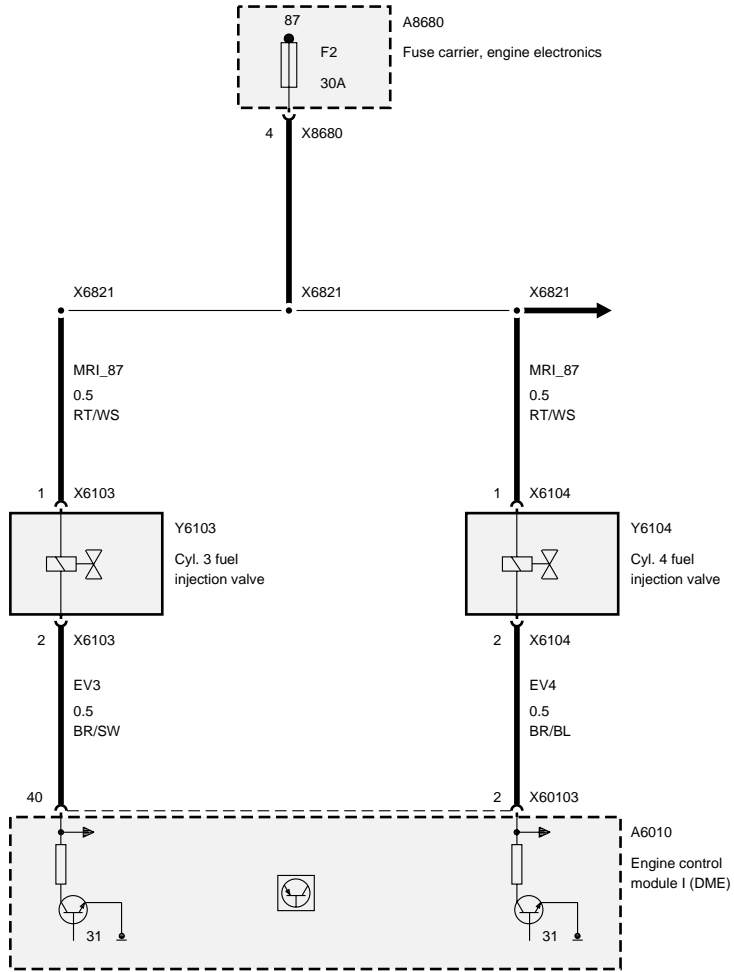 87
A8680
F2
Fuse carrier, engine electronics
30A
4
X8680
X6821
X6821
X6821
MRI_87
0.5
RT/WS
MRI_87
0.5
RT/WS
1
X6103
1
X6104
Y6103
Cyl. 3 fuel
injection valve
Y6104
Cyl. 4 fuel
injection valve
2
X6103
2
X6104
EV3
0.5
BR/SW
EV4
0.5
BR/BL
40
2
X60103
A6010
Engine control
module I (DME)
31
31